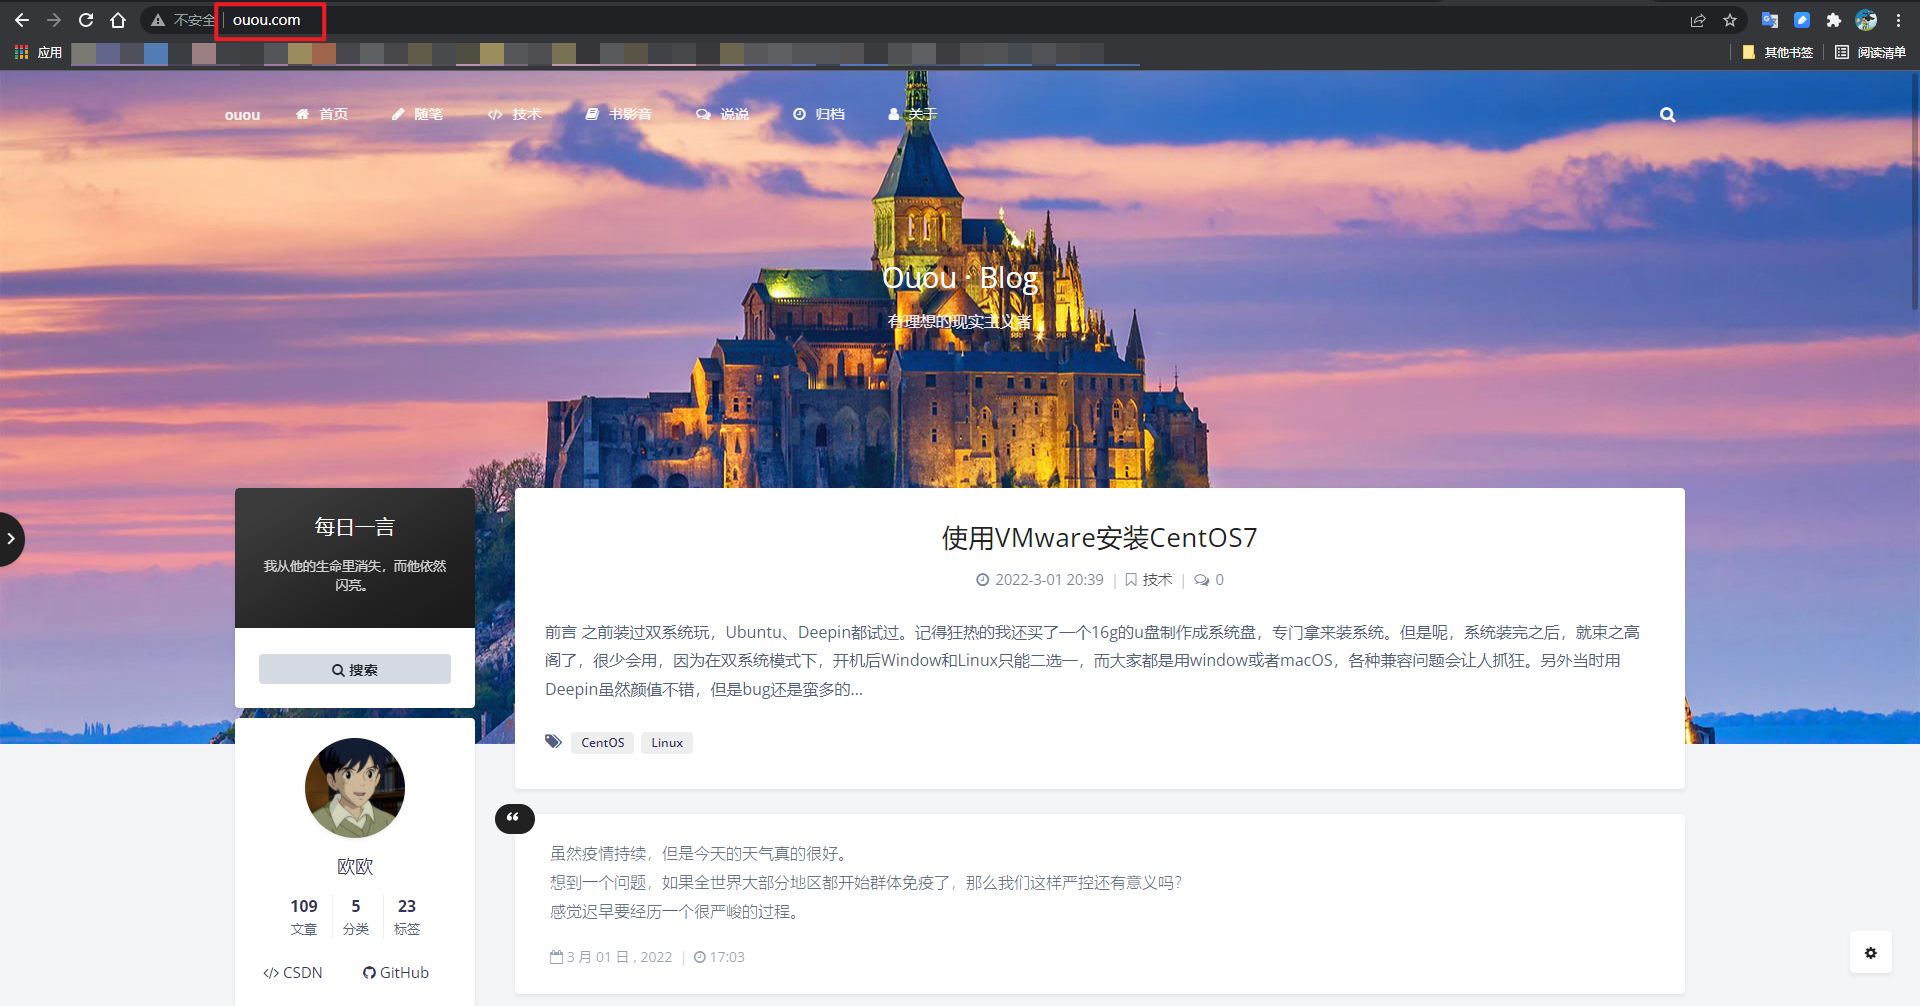 不安全 ouou.com
应用 其他书签 阅读清单
ouou 首页 随笔 技术 书影音 说说 归档 关于
Ouou · Blog
有理想的现实主义者
每日一言
我从他的生命里消失，而他依然
闪亮。
搜索
欧欧
109 5 23
文章 分类 标签
CSDN GitHub
使用VMware安装CentOS7
2022-3-01 20:39 | 技术 | 0
前言 之前装过双系统玩，Ubuntu、Deepin都试过。记得狂热的我还买了一个16g的u盘制作成系统盘，专门拿来装系统。但是呢，系统装完之后，就束之高
阁了，很少会用，因为在双系统模式下，开机后Window和Linux只能二选一，而大家都是用window或者macOS，各种兼容问题会让人抓狂。另外当时用
Deepin虽然颜值不错，但是bug还是蛮多的...
CentOS Linux
虽然疫情持续，但是今天的天气真的很好。
想到一个问题，如果全世界大部分地区都开始群体免疫了，那么我们这样严控还有意义吗？
感觉迟早要经历一个很严峻的过程。
3 月 01 日 , 2022 | 17:03